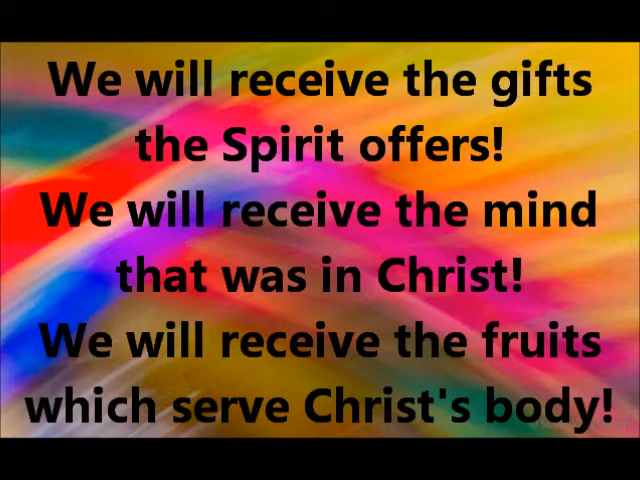 We will receive the gifts
the Spirit offers!
We will receive the mind
that was in Christ!
We will receive the fruits
which serve Christ's body!